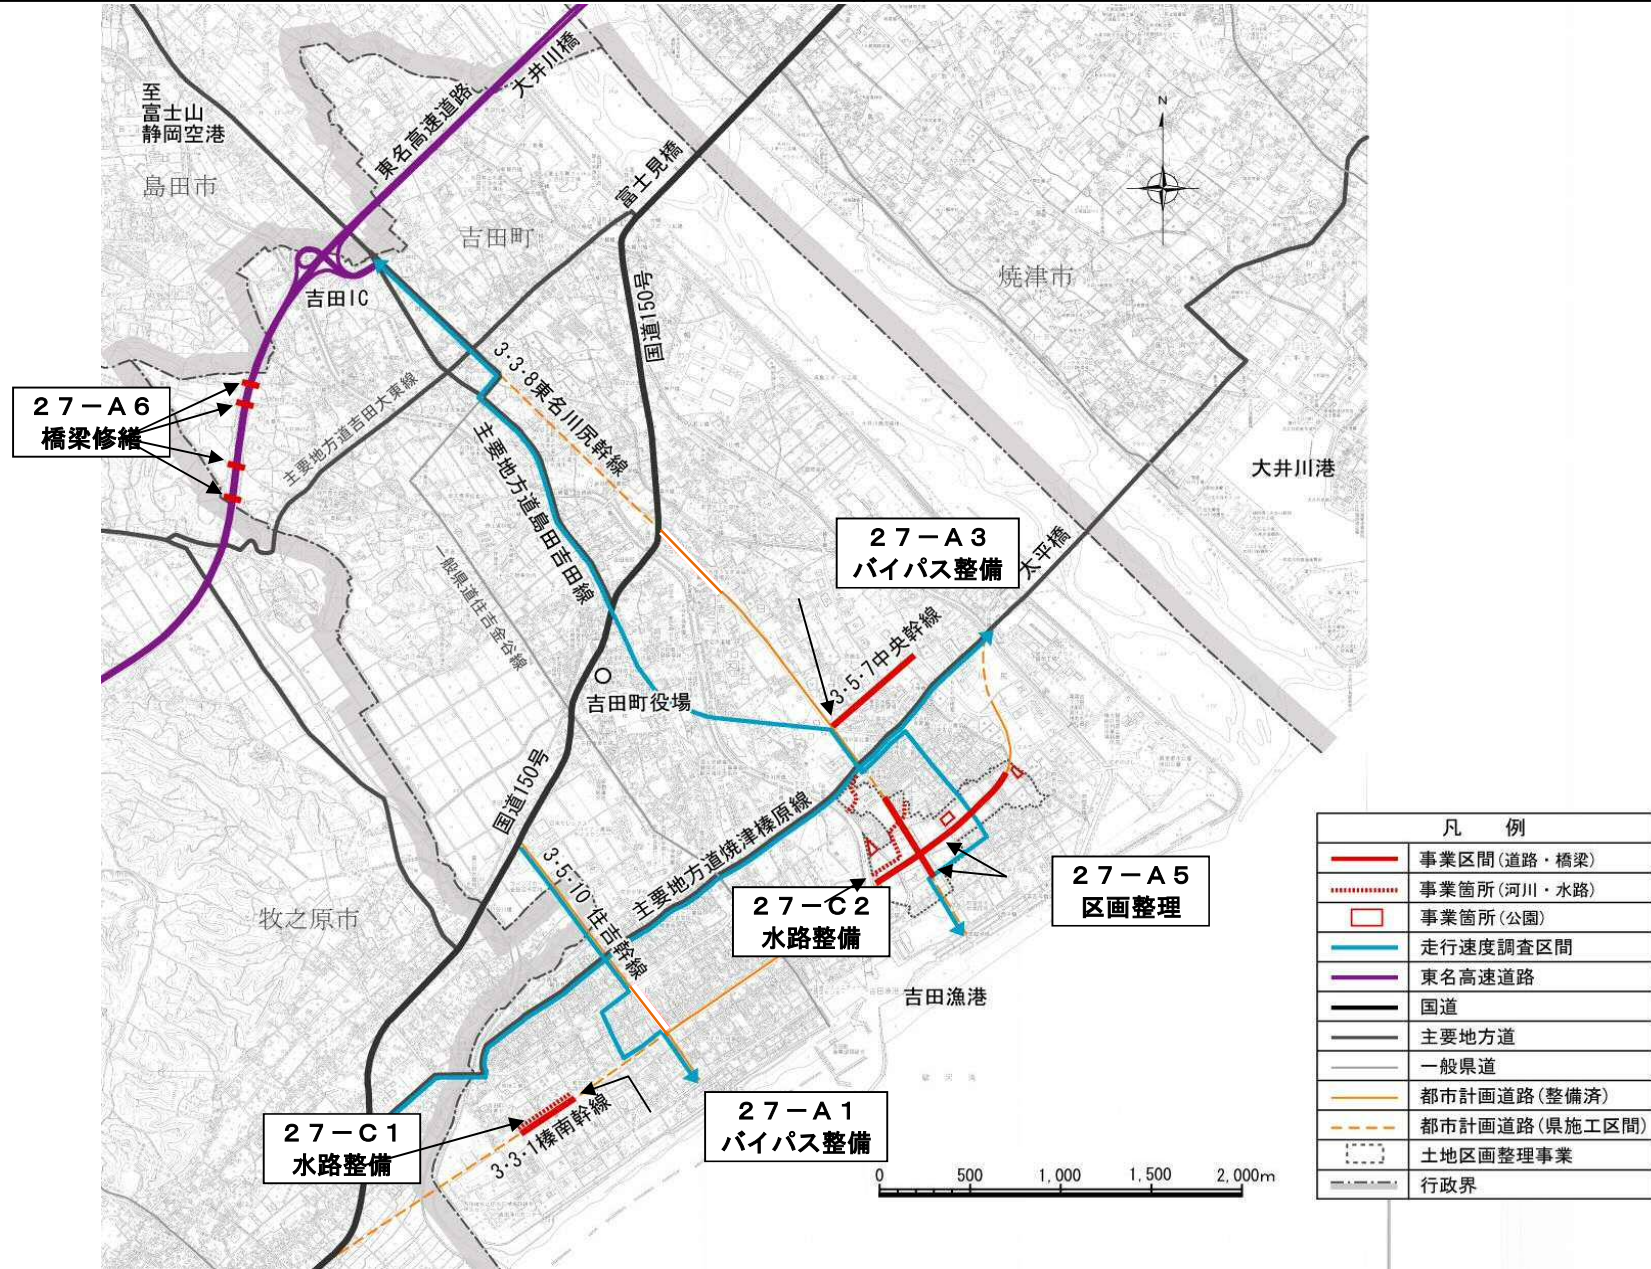 至
富士山
静岡空港
島田市
東名高速道路
大井川橋
富士見橋
吉田町
N
焼津市
吉田IC
国道150号
3・3・8東名川尻幹線
27－A6
橋梁修繕
主要地方道吉田大東線
主要地方道島田吉田線
一般県道住吉金谷線
大井川港
27－A3
バイパス整備
太平橋
3・5・7中央幹線
吉田町役場
国道150号
主要地方道焼津榛原線
3・5・10 住吉幹線
牧之原市
27－C2
水路整備
27－A5
区画整理
吉田漁港
27－A1
バイパス整備
27－C1
水路整備
3・3・1榛南幹線
0 500 1,000 1,500 2,000m
凡 例
事業区間(道路・橋梁)
事業箇所(河川・水路)
事業箇所(公園)
走行速度調査区間
東名高速道路
国道
主要地方道
一般県道
都市計画道路(整備済)
都市計画道路(県施工区間)
土地区画整理事業
行政界